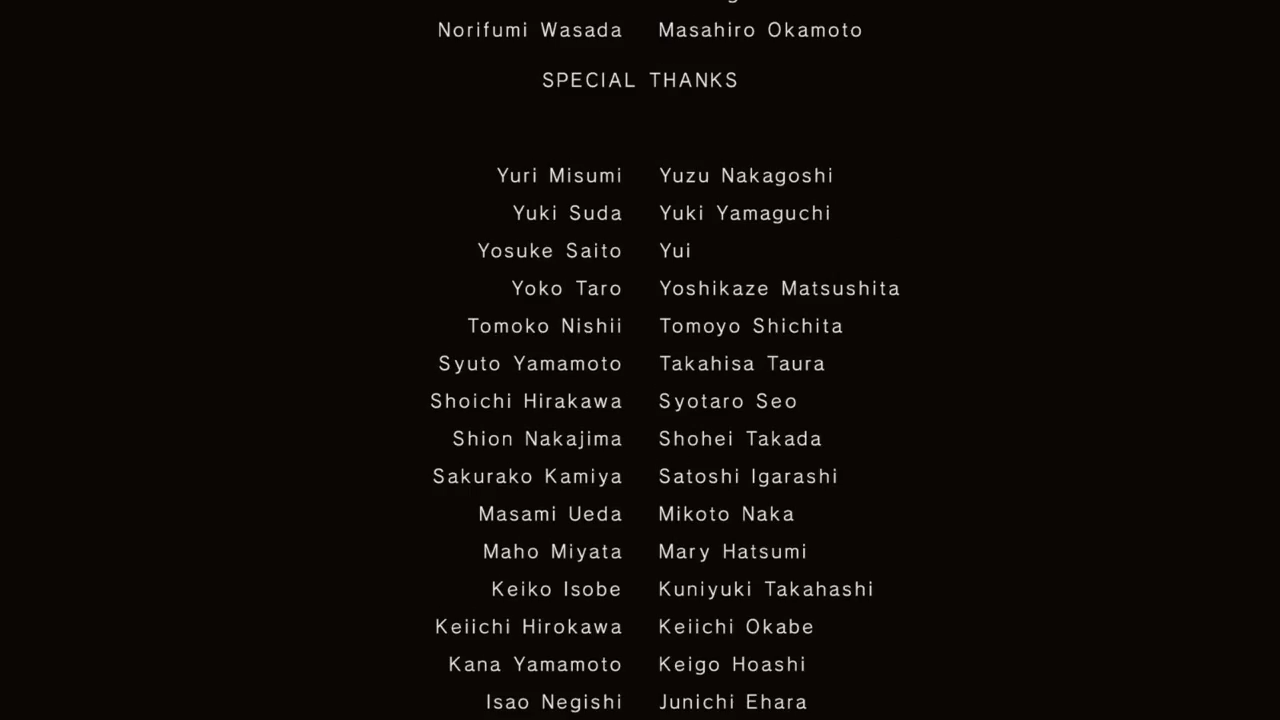 Norifumi Wasada Masahiro Okamoto
SPECIAL THANKS
Yuri Misumi Yuzu Nakagoshi
Yuki Suda Yuki Yamaguchi
Yosuke Saito Yui
Yoko Taro Yoshikaze Matsushita
Tomoko Nishii Tomoyo Shichita
Syuto Yamamoto Takahisa Taura
Shoichi Hirakawa Syotaro Seo
Shion Nakajima Shohei Takada
Sakurako Kamiya Satoshi Igarashi
Masami Ueda Mikoto Naka
Maho Miyata Mary Hatsumi
Keiko Isobe Kuniyuki Takahashi
Keiichi Hirokawa Keiichi Okabe
Kana Yamamoto Keigo Hoashi
Isao Negishi Junichi Ehara